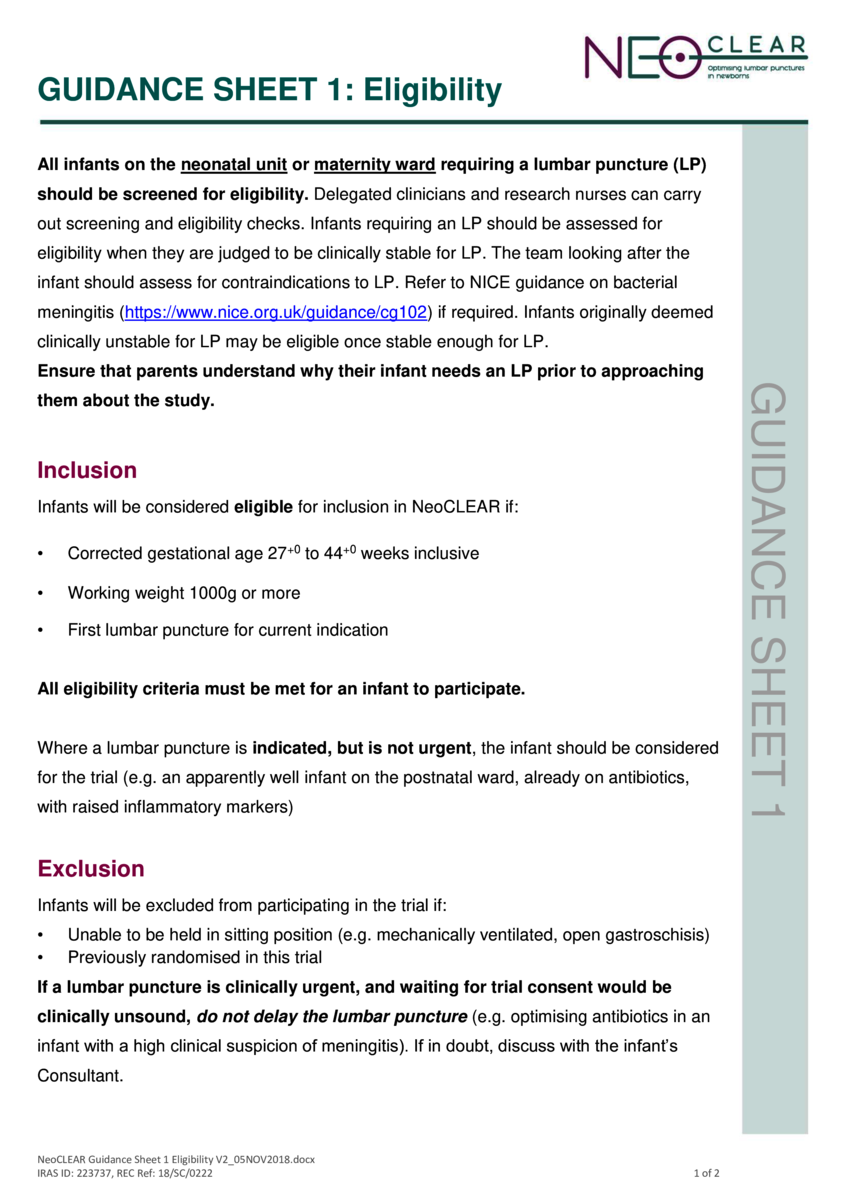 NEOCLEAR
Optimising lumbar punctures
in newborns
GUIDANCE SHEET 1: Eligibility
All infants on the neonatal unit or maternity ward requiring a lumbar puncture (LP)
should be screened for eligibility. Delegated clinicians and research nurses can carry
out screening and eligibility checks. Infants requiring an LP should be assessed for
eligibility when they are judged to be clinically stable for LP. The team looking after the
infant should assess for contraindications to LP. Refer to NICE guidance on bacterial
meningitis (https://www.nice.org.uk/guidance/cg102) if required. Infants originally deemed
clinically unstable for LP may be eligible once stable enough for LP.
Ensure that parents understand why their infant needs an LP prior to approaching
them about the study.
Inclusion
Infants will be considered eligible for inclusion in NeoCLEAR if:
• Corrected gestational age 27+0 to 44+0 weeks inclusive
• Working weight 1000g or more
• First lumbar puncture for current indication
All eligibility criteria must be met for an infant to participate.
Where a lumbar puncture is indicated, but is not urgent, the infant should be considered
for the trial (e.g. an apparently well infant on the postnatal ward, already on antibiotics,
with raised inflammatory markers)
Exclusion
Infants will be excluded from participating in the trial if:
• Unable to be held in sitting position (e.g. mechanically ventilated, open gastroschisis)
• Previously randomised in this trial
If a lumbar puncture is clinically urgent, and waiting for trial consent would be
clinically unsound, do not delay the lumbar puncture (e.g. optimising antibiotics in an
infant with a high clinical suspicion of meningitis). If in doubt, discuss with the infant's
Consultant.
GUIDANCE SHEET 1
NeoCLEAR Guidance Sheet 1 Eligibility V2_05NOV2018.docx
IRAS ID: 223737, REC Ref: 18/SC/0222
1 of 2